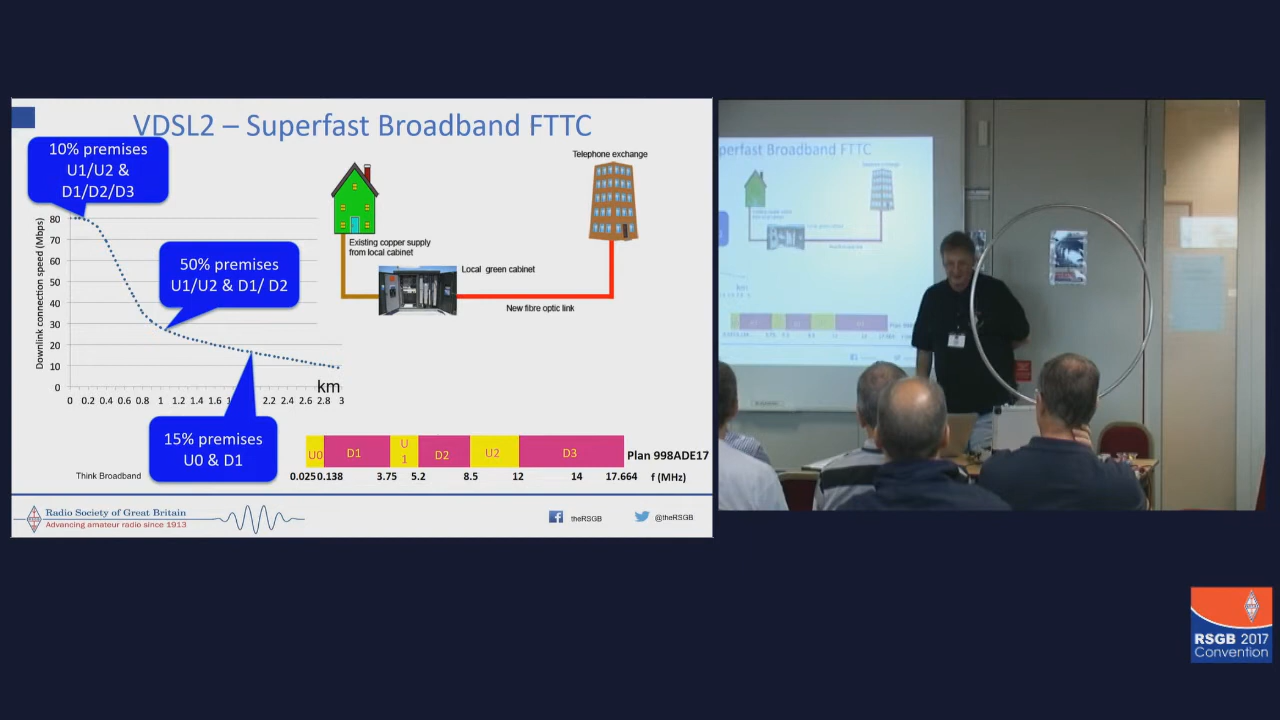 VDSL2 – Superfast Broadband FTTC
10% premises
U1/U2 &
D1/D2/D3
Telephone exchange
Existing copper supply
from local cabinet
Local green cabinet
New fibre optic link
50% premises
U1/U2 & D1/ D2
Downlink connection speed (Mbps)
80
70
60
50
40
30
20
10
0
km
0 0.2 0.4 0.6 0.8 1 1.2 1.4 1.6 2.2 2.4 2.6 2.8 3
15% premises
U0 & D1
U0 D1 U1 D2 U2 D3 Plan 998ADE17
0.025 0.138 3.75 5.2 8.5 12 14 17.664 f (MHz)
Think Broadband
Radio Society of Great Britain
Advancing amateur radio since 1913
theRSGB
@theRSGB
perfast Broadband FTTC
RSGB 2017
Convention